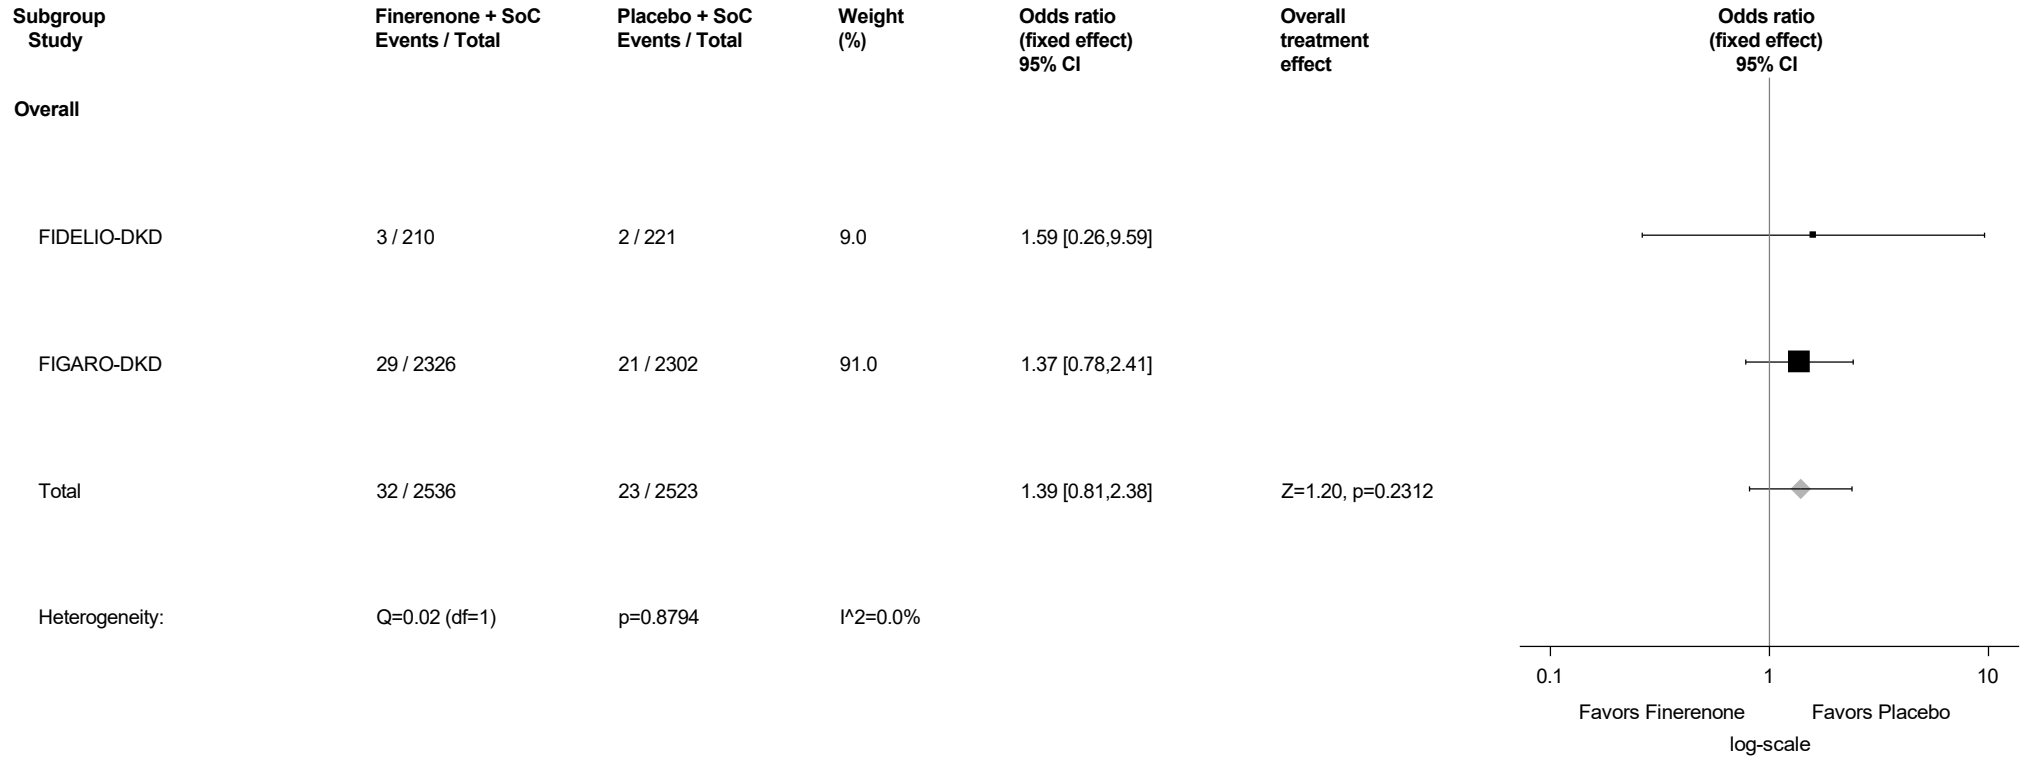 Subgroup Finerenone + SoC Placebo + SoC Weight Odds ratio Overall Odds ratio
Study Events / Total Events / Total (%) (fixed effect) treatment (fixed effect)
95% CI effect 95% CI
Overall
FIDELIO-DKD 3 / 210 2 / 221 9.0 1.59 [0.26,9.59]
FIGARO-DKD 29 / 2326 21 / 2302 91.0 1.37 [0.78,2.41]
Total 32 / 2536 23 / 2523 1.39 [0.81,2.38] Z=1.20, p=0.2312
Heterogeneity: Q=0.02 (df=1) p=0.8794 I^2=0.0%
0.1 1 10
Favors Finerenone Favors Placebo
log-scale